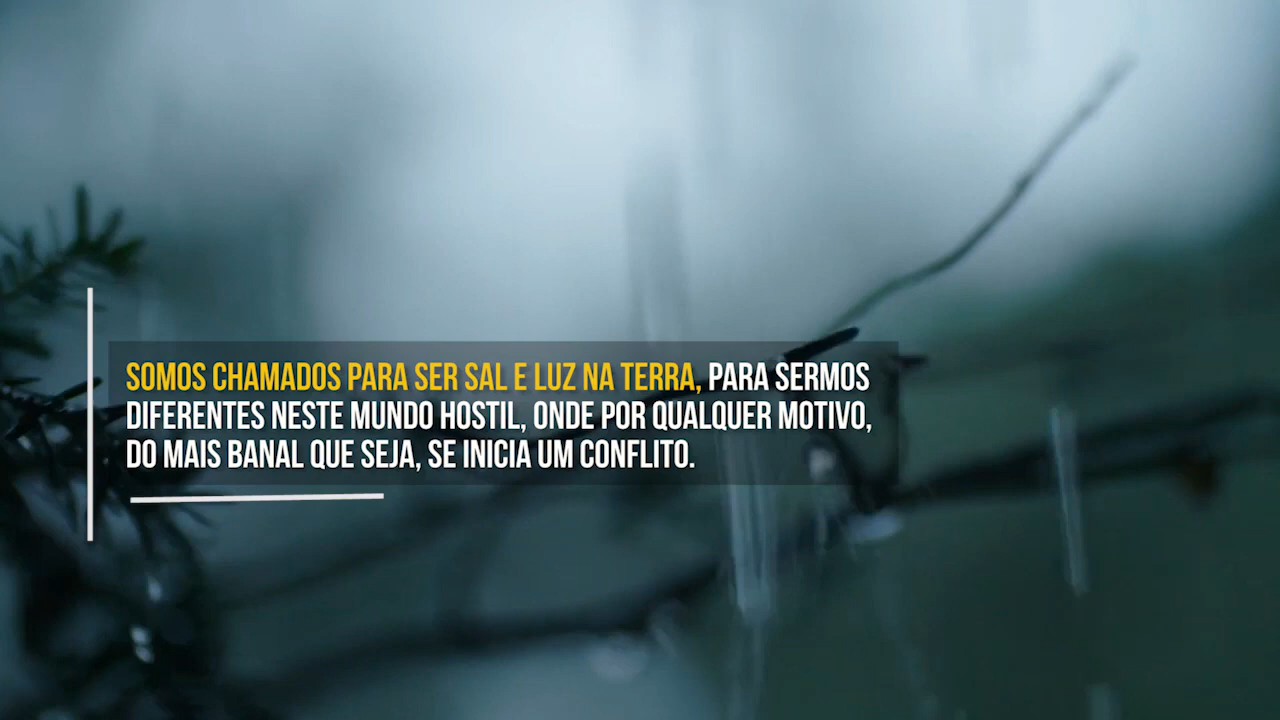 SOMOS CHAMADOS PARA SER SAL E LUZ NA TERRA, PARA SERMOS
DIFERENTES NESTE MUNDO HOSTIL, ONDE POR QUALQUER MOTIVO,
DO MAIS BANAL QUE SEJA, SE INICIA UM CONFLITO.